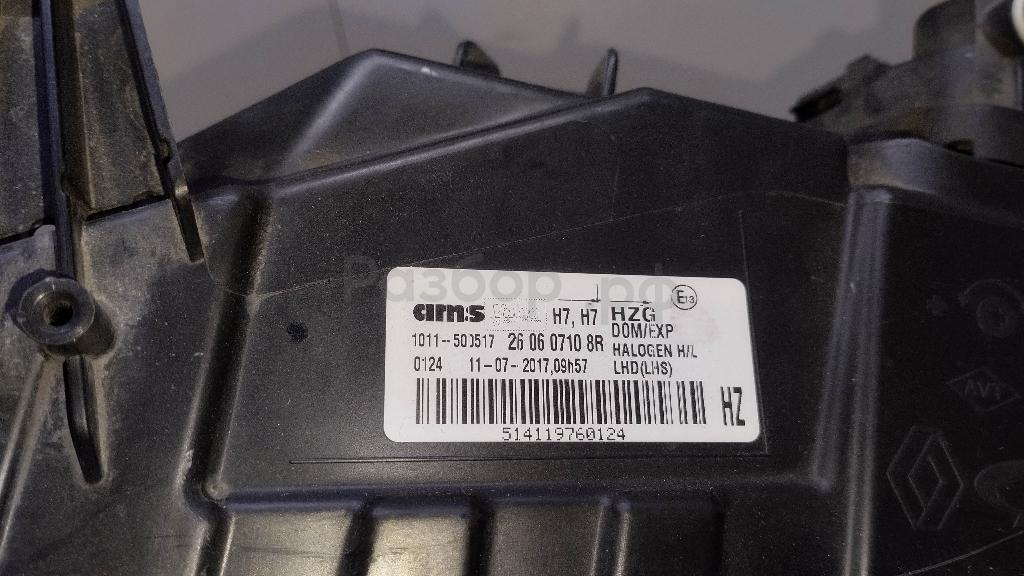 Разбор.рф
ams H7, H7 HZG E13
DOM/EXP
1011-500517 26 06 0710 8R HALOGEN H/L
0124 11-07-2017,09h57 LHD(LHS)
HZ
514119760124
AVT